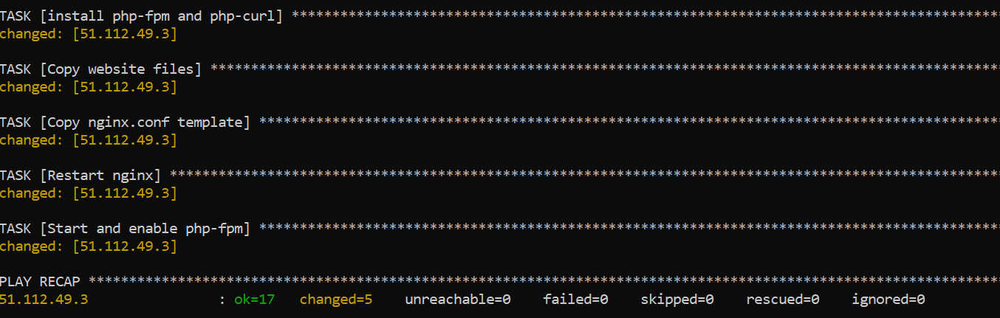 TASK [install php-fpm and php-curl] ****************************************************************************************
changed: [51.112.49.3]
TASK [Copy website files] **************************************************************************************************
changed: [51.112.49.3]
TASK [Copy nginx.conf template] ********************************************************************************************
changed: [51.112.49.3]
TASK [Restart nginx] *******************************************************************************************************
changed: [51.112.49.3]
TASK [Start and enable php-fpm] ********************************************************************************************
changed: [51.112.49.3]
PLAY RECAP *****************************************************************************************************************
51.112.49.3 : ok=17 changed=5 unreachable=0 failed=0 skipped=0 rescued=0 ignored=0